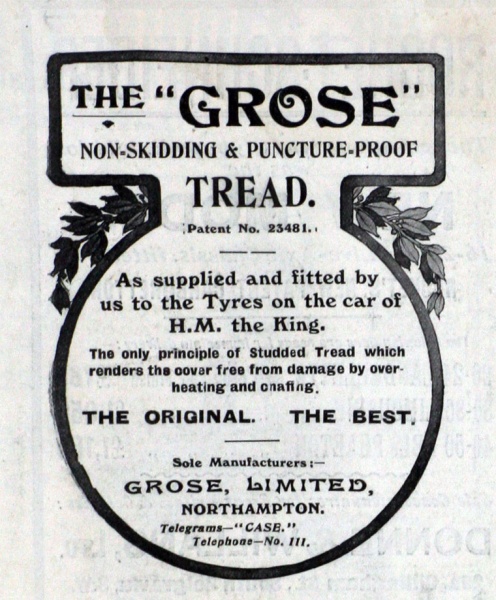 THE "GROSE"
NON-SKIDDING & PUNCTURE-PROOF
TREAD.
Patent No. 23481.
As supplied and fitted by
us to the Tyres on the car of
H.M. the King.
The only principle of Studded Tread which
renders the cover free from damage by over-
heating and chafing.
THE ORIGINAL. THE BEST.
Sole Manufacturers:—
GROSE, LIMITED,
NORTHAMPTON.
Telegrams—"CASE."
Telephone—No. III.